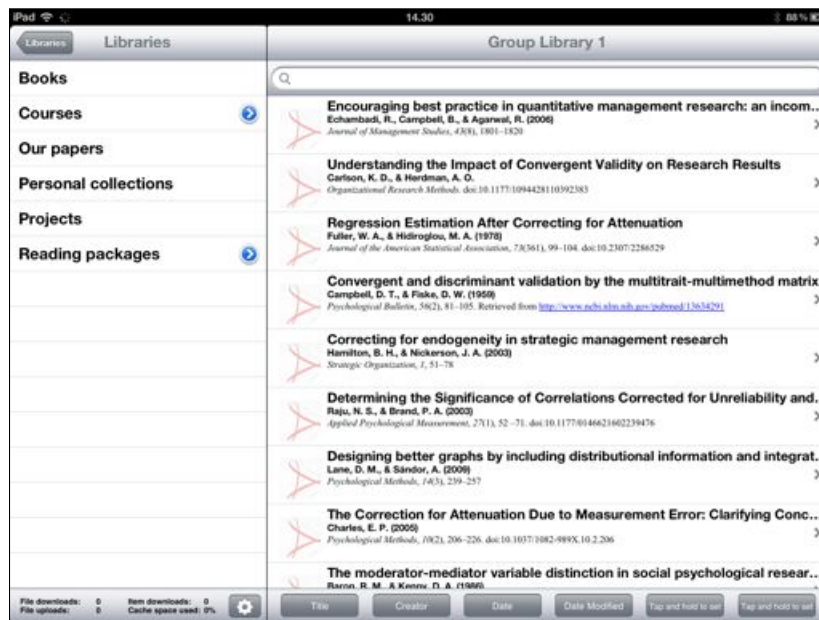 iPad 14.30 88%
Libraries Libraries Group Library 1
Books
Courses
Our papers
Personal collections
Projects
Reading packages
Encouraging best practice in quantitative management research: an incom...
Echambadi, R., Campbell, B., & Agarwal, R. (2006)
Journal of Management Studies, 43(8), 1801–1820
Understanding the Impact of Convergent Validity on Research Results
Carlson, K. D., & Herdman, A. O.
Organizational Research Methods. doi:10.1177/1094428110392383
Regression Estimation After Correcting for Attenuation
Fuller, W. A., & Hidiroglou, M. A. (1978)
Journal of the American Statistical Association, 73(361), 99–104. doi:10.2307/2286529
Convergent and discriminant validation by the multitrait-multimethod matrix
Campbell, D. T., & Fiske, D. W. (1959)
Psychological Bulletin, 56(2), 81–105. Retrieved from http://www.ncbi.nlm.nih.gov/pubmed/13634291
Correcting for endogeneity in strategic management research
Hamilton, B. H., & Nickerson, J. A. (2003)
Strategic Organization, 1, 51–78
Determining the Significance of Correlations Corrected for Unreliability and.
Raju, N. S., & Brand, P. A. (2003)
Applied Psychological Measurement, 27(1), 52 –71. doi:10.1177/0146621602239476
Designing better graphs by including distributional information and integrat.
Lane, D. M., & Sándor, A. (2009)
Psychological Methods, 14(3), 239–257
The Correction for Attenuation Due to Measurement Error: Clarifying Conc...
Charles, E. P. (2005)
Psychological Methods, 10(2), 206–226. doi:10.1037/1082-989X.10.2.206
The moderator-mediator variable distinction in social psychological resear...
Baron, R. M., & Kenny, D. A. (1986)
File downloads: 0 Item downloads: 0
File uploads: 0 Cache space used: 0%
Title Creator Date Date Modified Tap and hold to set Tap and hold to set